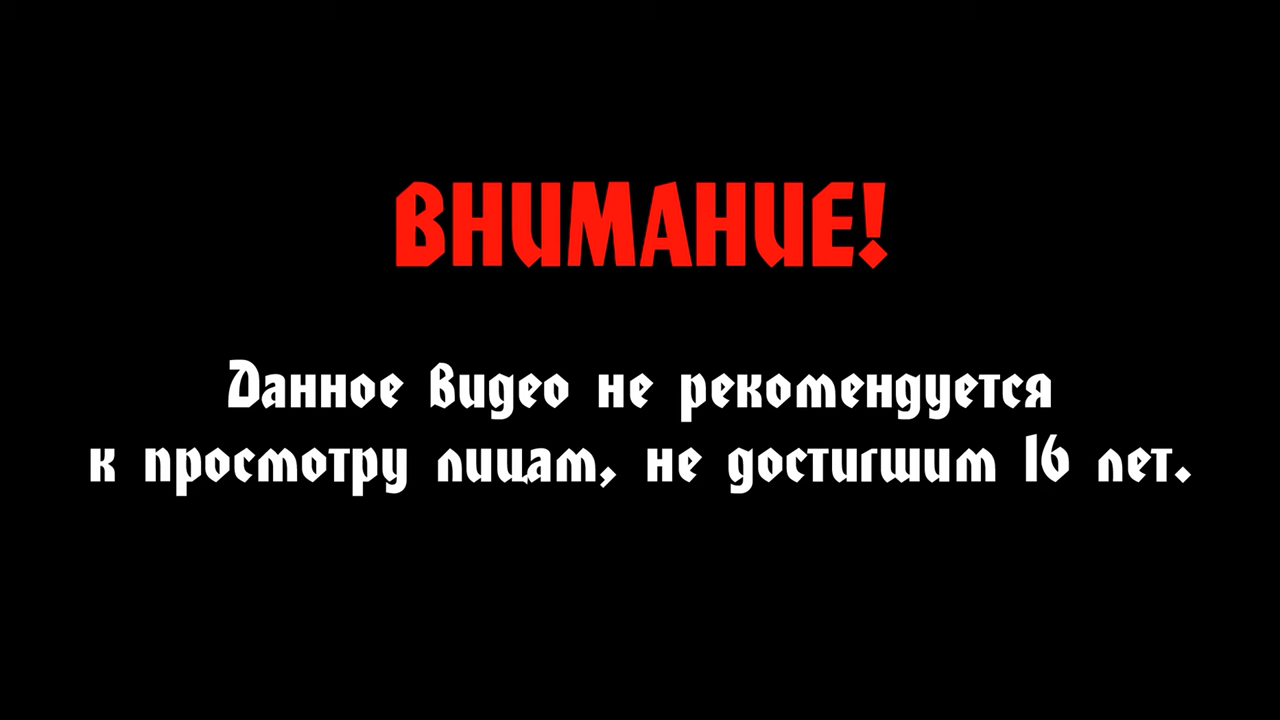 ВНИМАНИЕ!
Данное видео не рекомендуется
к просмотру лицам, не достигшим 16 лет.